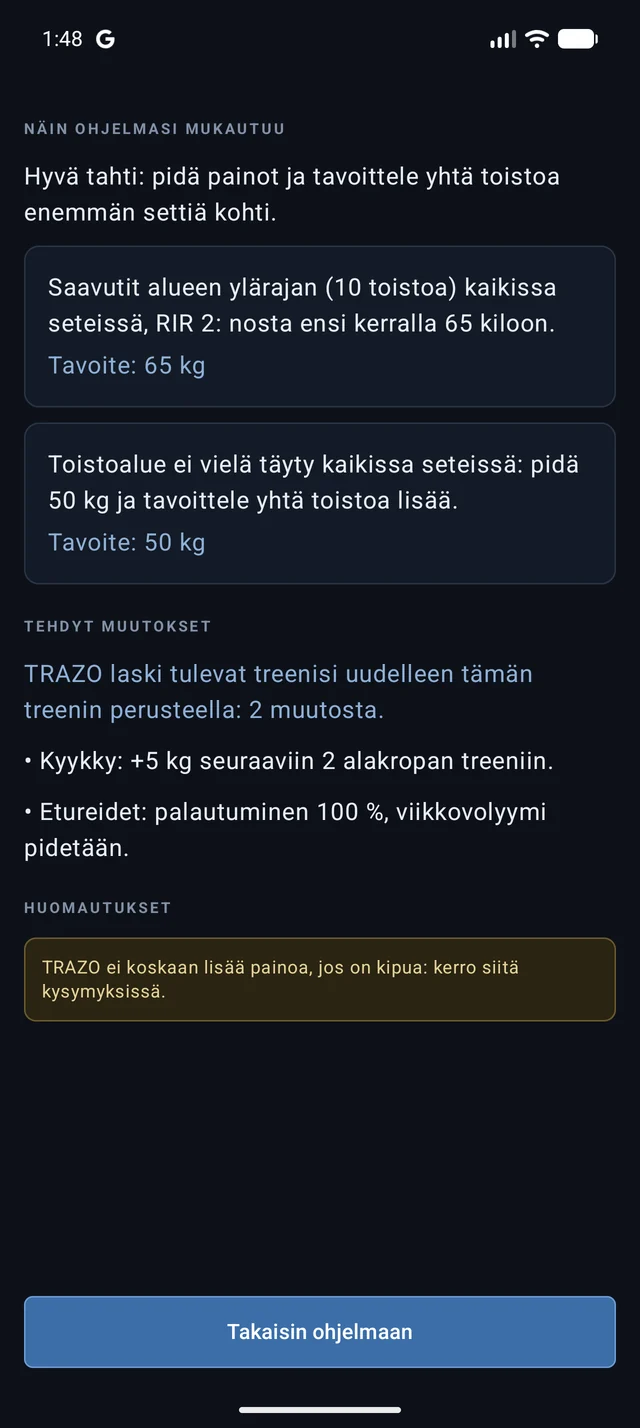 1:48 G
NÄIN OHJELMASI MUKAUTUU
Hyvä tahti: pidä painot ja tavoittele yhtä toistoa
enemmän settiä kohti.
Saavutit alueen ylärajan (10 toistoa) kaikissa
seteissä, RIR 2: nosta ensi kerralla 65 kiloon.
Tavoite: 65 kg
Toistoalue ei vielä täyty kaikissa seteissä: pidä
50 kg ja tavoittele yhtä toistoa lisää.
Tavoite: 50 kg
TEHDYT MUUTOKSET
TRAZO laski tulevat treenisi uudelleen tämän
treenin perusteella: 2 muutosta.
• Kyykky: +5 kg seuraaviin 2 alakropan treeniin.
• Etureidet: palautuminen 100 %, viikkovolyymi
pidetään.
HUOMAUTUKSET
TRAZO ei koskaan lisää painoa, jos on kipua: kerro siitä
kysymyksissä.
Takaisin ohjelmaan